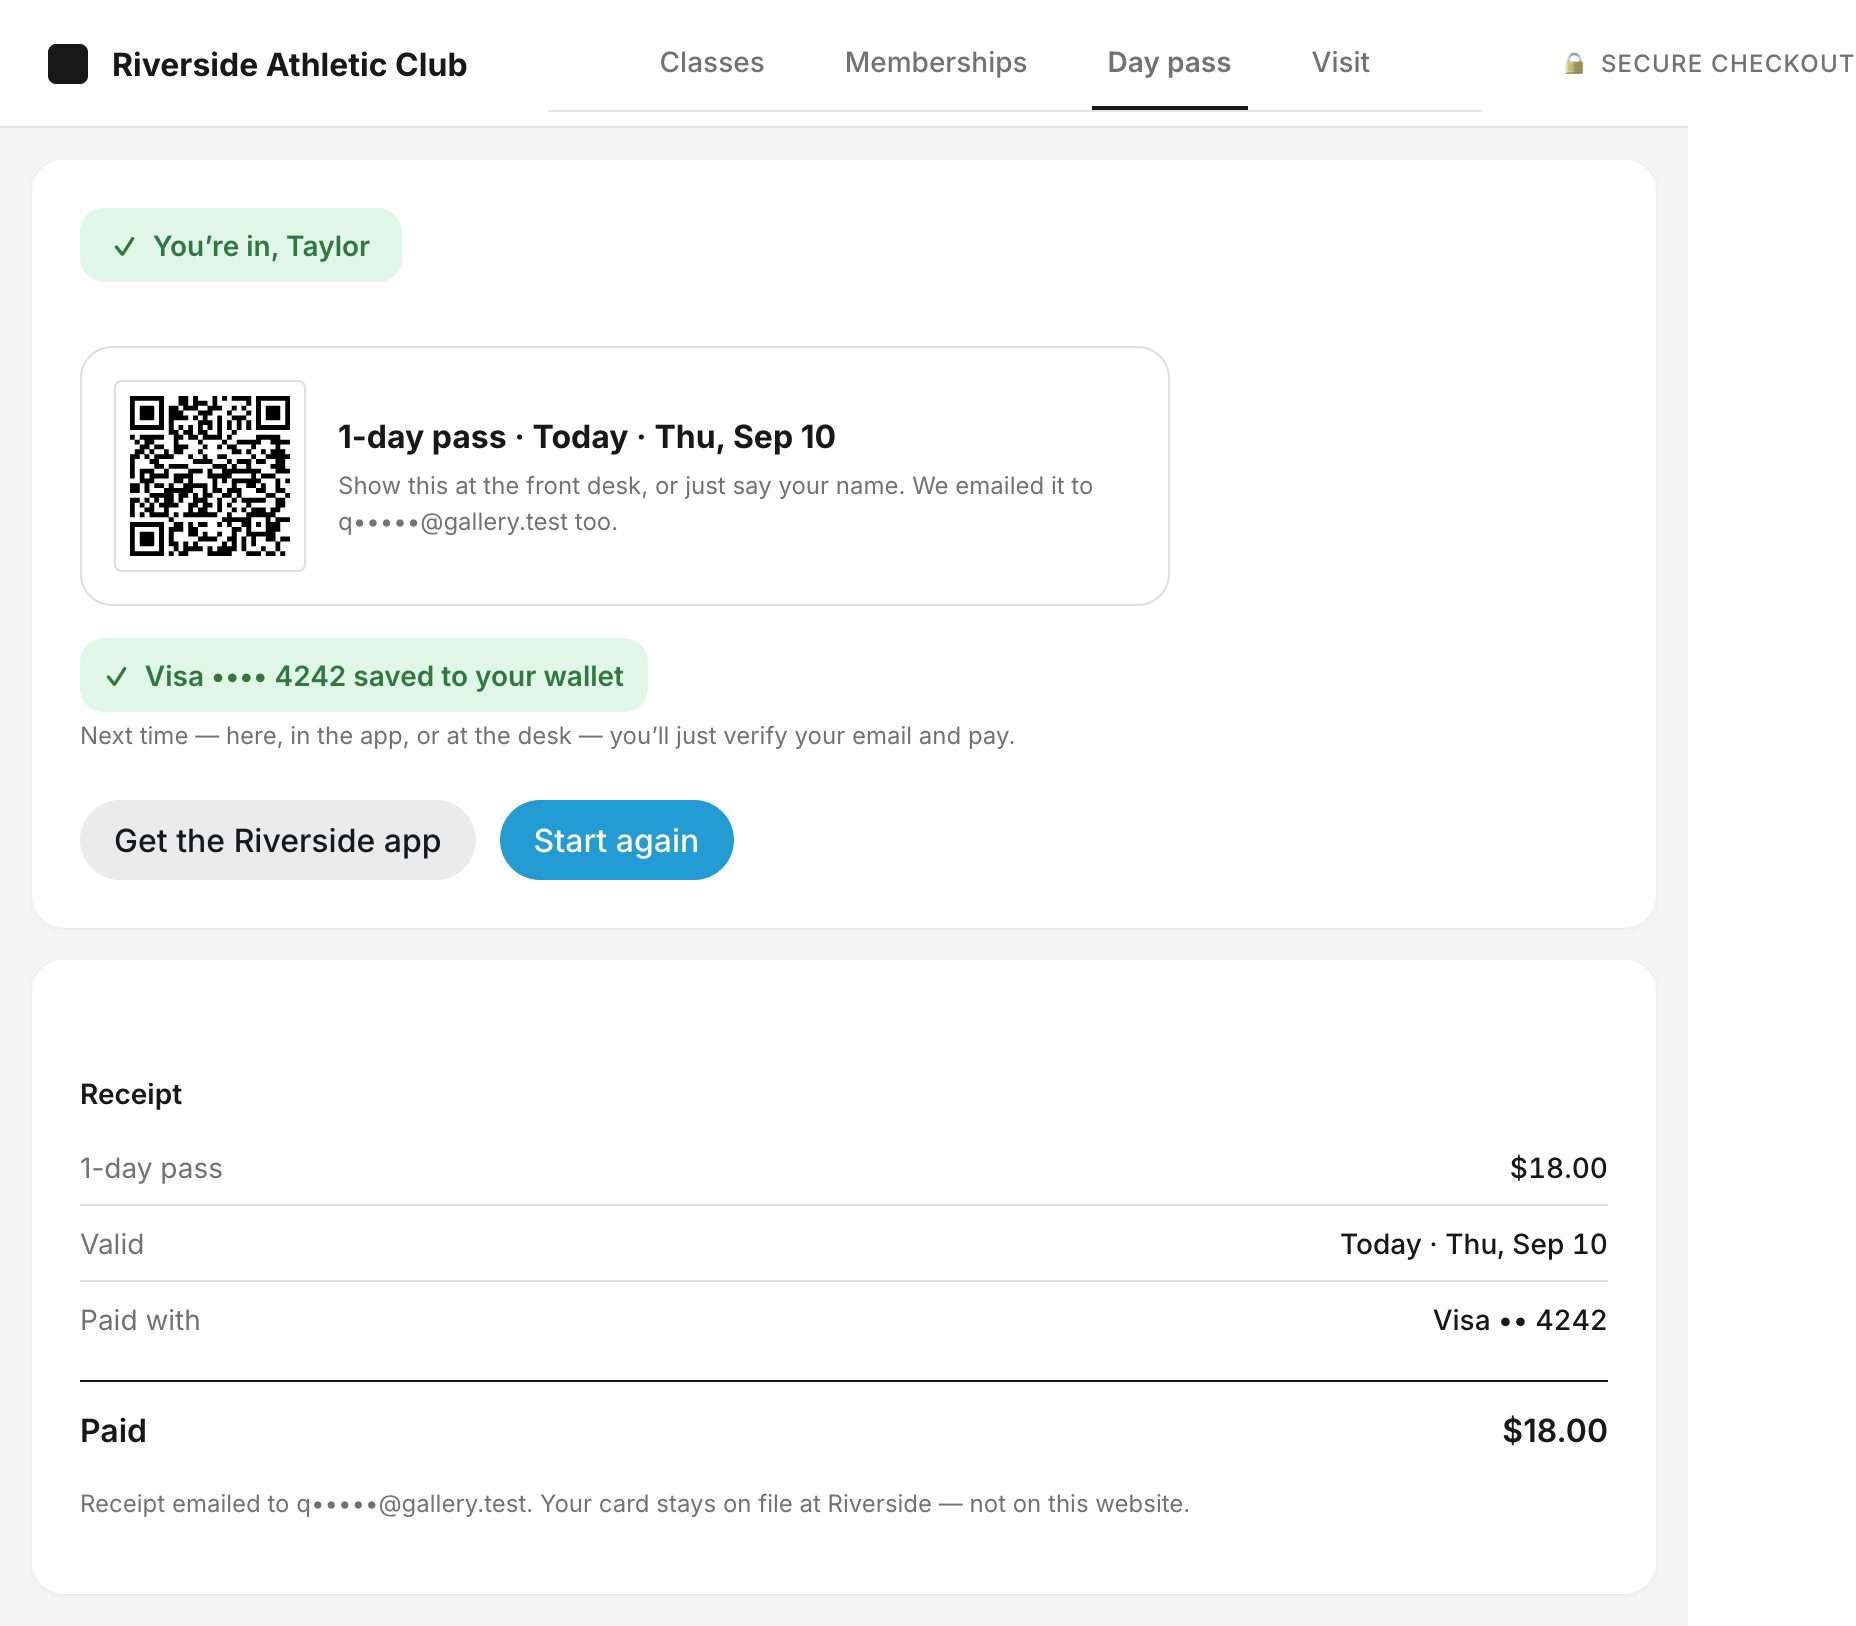 Riverside Athletic Club
Classes
Memberships
Day pass
Visit
🔒 SECURE CHECKOUT
✓ You’re in, Taylor
1-day pass · Today · Thu, Sep 10
Show this at the front desk, or just say your name. We emailed it to
q•••••@gallery.test too.
✓ Visa •••• 4242 saved to your wallet
Next time — here, in the app, or at the desk — you’ll just verify your email and pay.
Get the Riverside app
Start again
Receipt
1-day pass $18.00
Valid Today · Thu, Sep 10
Paid with Visa •• 4242
Paid $18.00
Receipt emailed to q•••••@gallery.test. Your card stays on file at Riverside — not on this website.